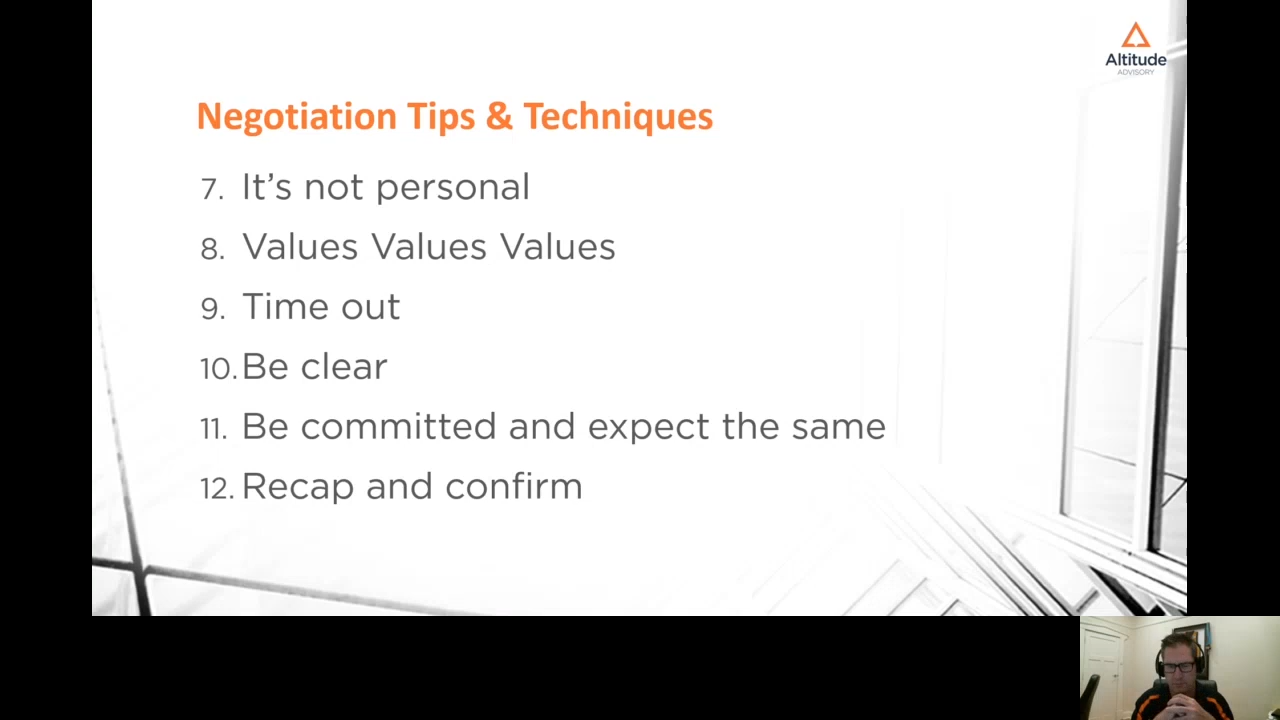 Altitude
ADVISORY
Negotiation Tips & Techniques
7. It’s not personal
8. Values Values Values
9. Time out
10. Be clear
11. Be committed and expect the same
12. Recap and confirm